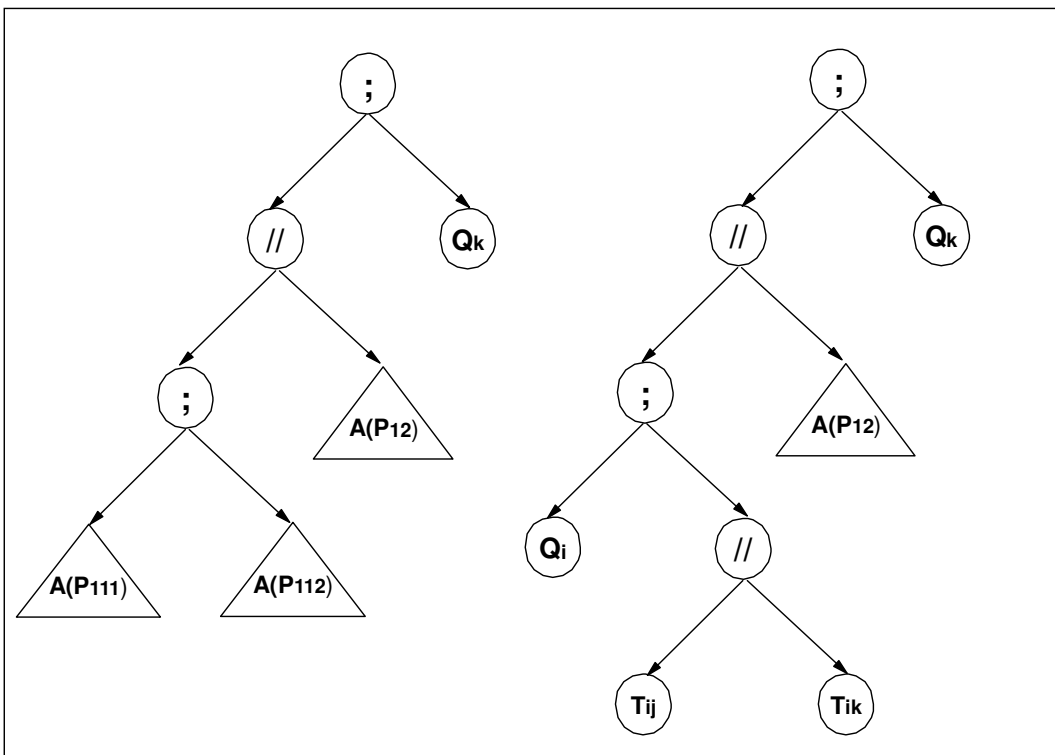 ;
;
//
Qk
//
Qk
;
A(P12)
;
A(P12)
A(P111)
A(P112)
Qi
//
Tij
Tik